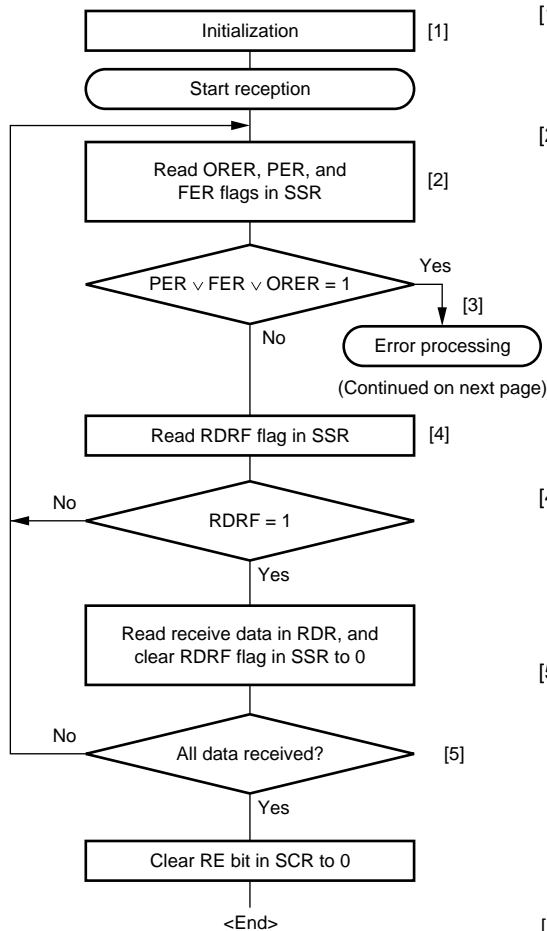 Initialization
[1]
Start reception
Read ORER, PER, and
FER flags in SSR
[2]
PER ∨ FER ∨ ORER = 1
Yes
[3]
No
Error processing
(Continued on next page)
Read RDRF flag in SSR
[4]
No
RDRF = 1
Yes
Read receive data in RDR, and
clear RDRF flag in SSR to 0
No
All data received?
[5]
Yes
Clear RE bit in SCR to 0
<End>
[
[
[
[
[